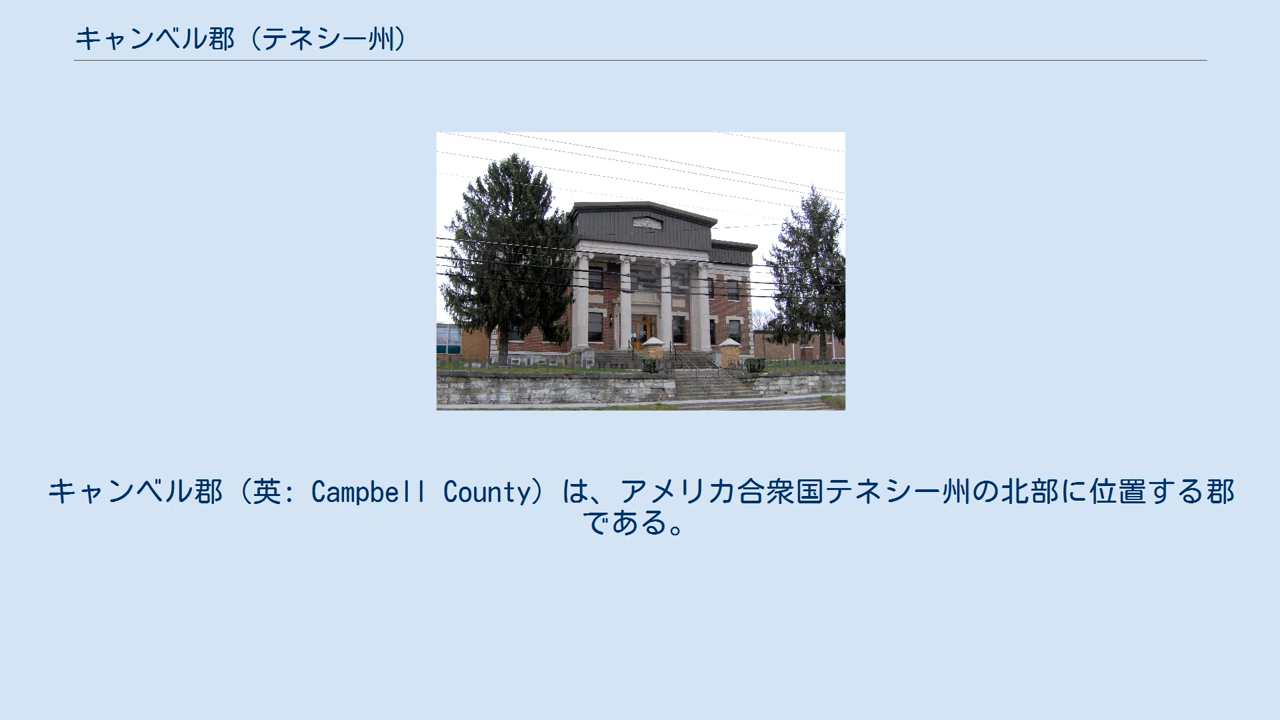 キャンベル郡（テネシー州）
キャンベル郡（英: Campbell County）は、アメリカ合衆国テネシー州の北部に位置する郡
である。